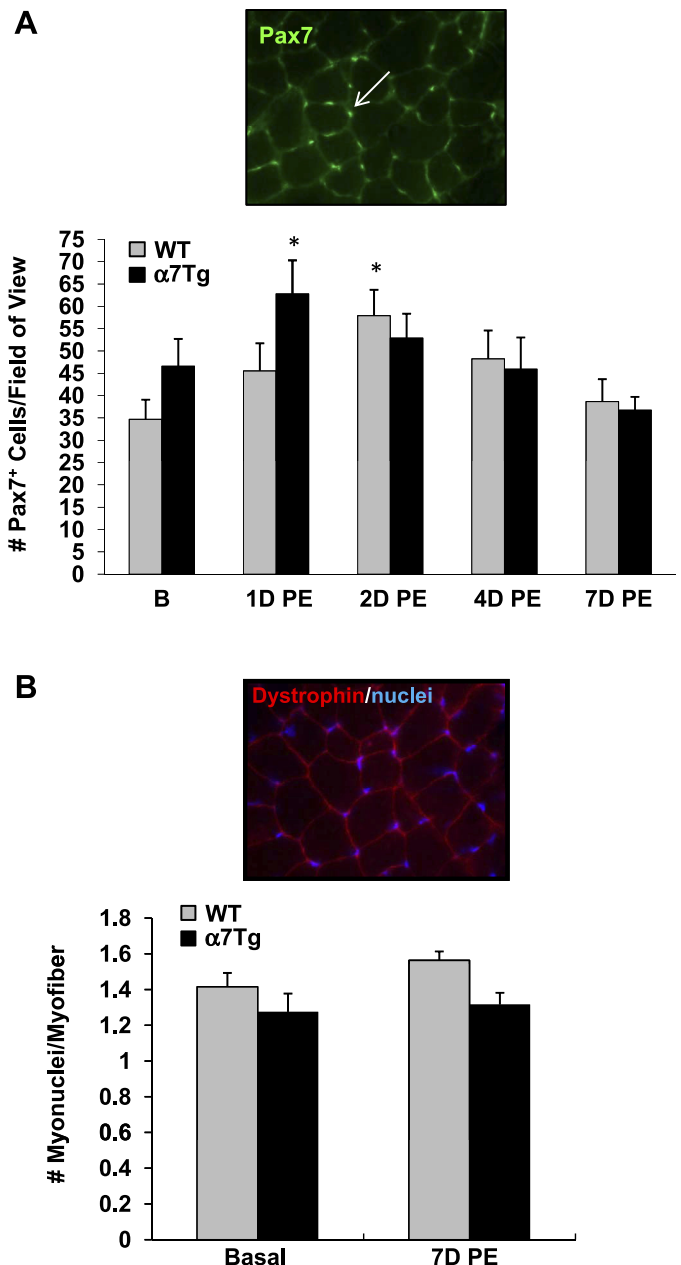 A
Pax7
# Pax7⁺ Cells/Field of View
75
70
65
60
55
50
45
40
35
30
25
20
15
10
5
0
WT
α7Tg
*
*
B 1D PE 2D PE 4D PE 7D PE
B
Dystrophin/nuclei
# Myonuclei/Myofiber
1.8
1.6
1.4
1.2
1
0.8
0.6
0.4
0.2
0
WT
α7Tg
Basal 7D PE